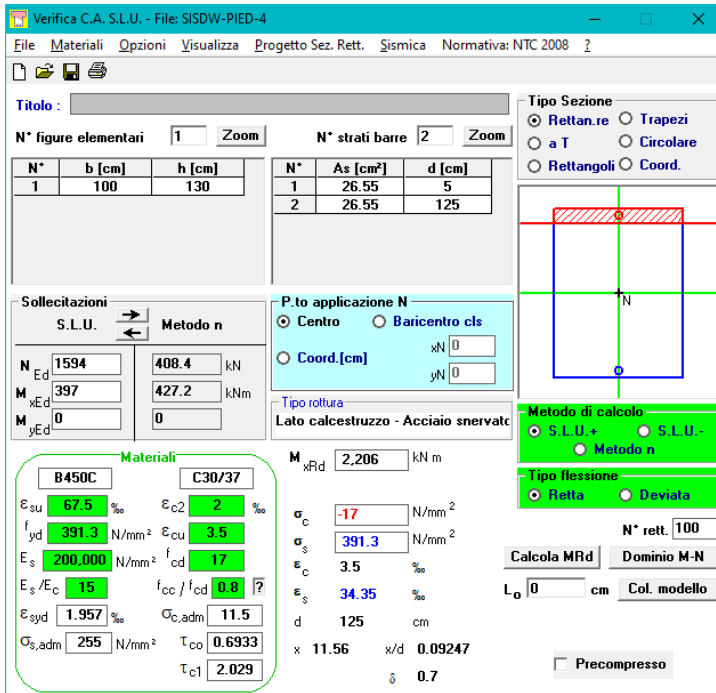 Verifica C.A. S.L.U. - File: SISDW-PIED-4
File Materiali Opzioni Visualizza Progetto Sez. Rett. Sismica Normativa: NTC 2008 ?
Titolo :
N° figure elementari 1 Zoom
N° strati barre 2 Zoom
N° b [cm] h [cm]
1 100 130
N° As [cm²] d [cm]
1 26.55 5
2 26.55 125
Tipo Sezione
Rettan.re Trapezi
a T Circolare
Rettangoli Coord.
N
Sollecitazioni
S.L.U. Metodo n
N Ed 1594 408.4 kN
M xEd 397 427.2 kNm
M yEd 0 0
P.to applicazione N
Centro Baricentro cls
Coord.[cm] xN 0
yN 0
Tipo rottura
Lato calcestruzzo - Acciaio snervato
Metodo di calcolo
S.L.U.+ S.L.U.-
Metodo n
Tipo flessione
Retta Deviata
Materiali
B450C C30/37
εsu 67.5 ‰ εc2 2 ‰
fyd 391.3 N/mm² εcu 3.5
Es 200,000 N/mm² fcd 17
Es/Ec 15 fcc / fcd 0.8 ?
εsyd 1.957 ‰ σc,adm 11.5
σs,adm 255 N/mm² τco 0.6933
τc1 2.029
M xRd 2,206 kN m
σc -17 N/mm²
σs 391.3 N/mm²
εc 3.5 ‰
εs 34.35 ‰
d 125 cm
x 11.56 x/d 0.09247
δ 0.7
N° rett. 100
Calcola MRd Dominio M-N
Lo 0 cm Col. modello
Precompresso